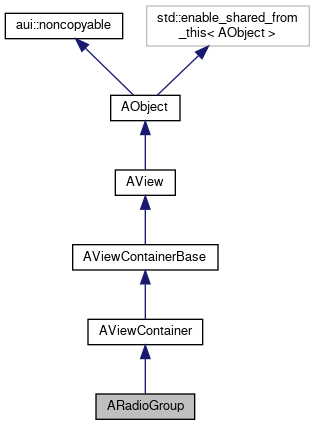 aui::noncopyable
std::enable_shared_from
_this< AObject >
AObject
AView
AViewContainerBase
AViewContainer
ARadioGroup